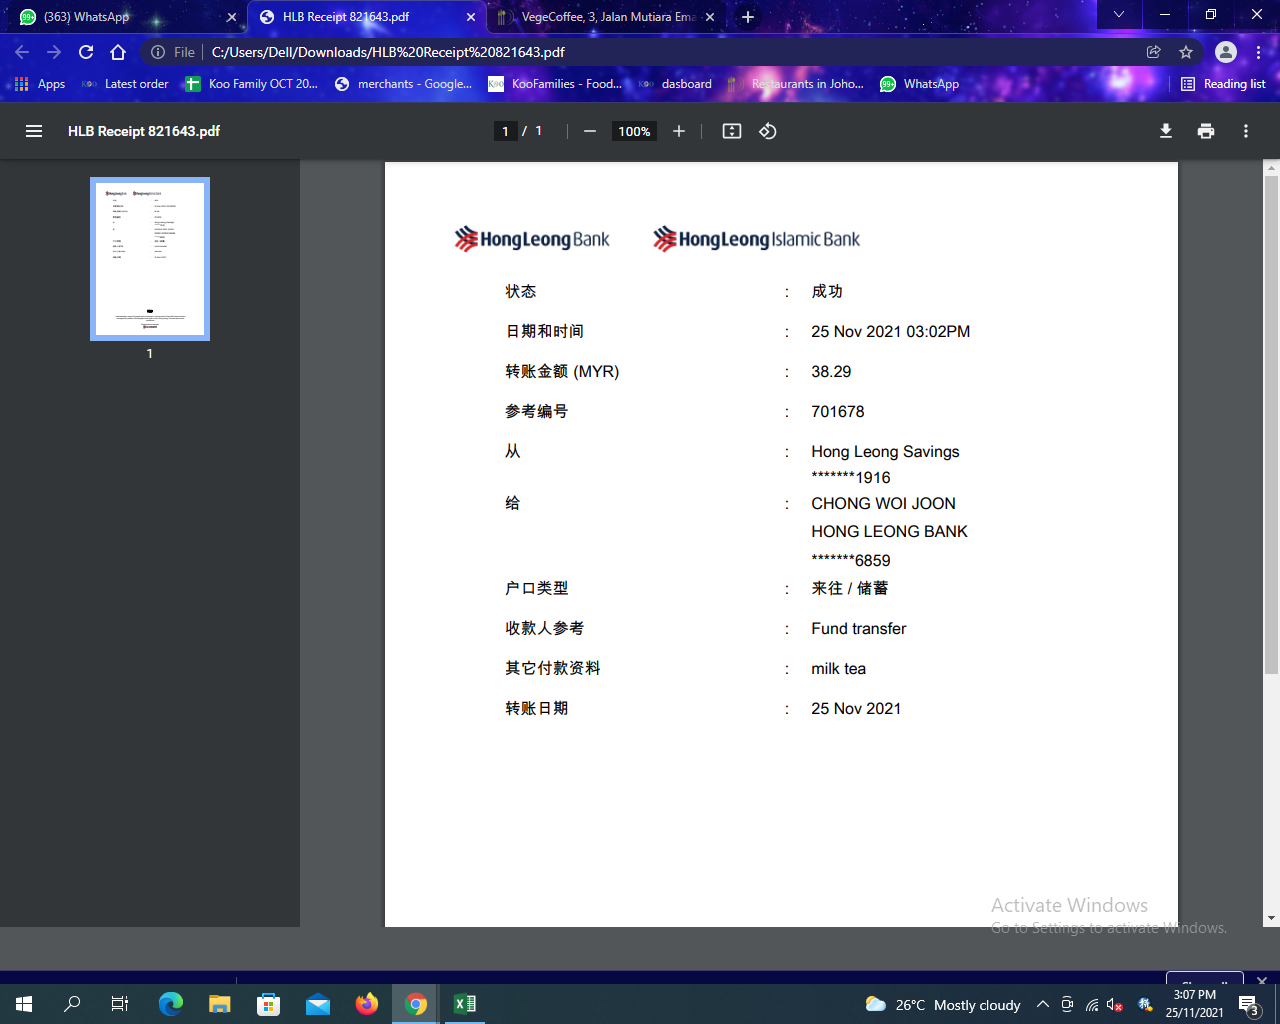 (363) WhatsApp
HLB Receipt 821643.pdf
VegeCoffee, 3, Jalan Mutiara Ema
File
C:/Users/Dell/Downloads/HLB%20Receipt%20821643.pdf
Apps
Latest order
Koo Family OCT 20...
merchants - Google...
KooFamilies - Food...
dasboard
Restaurants in Joho...
WhatsApp
Reading list
HLB Receipt 821643.pdf
1 / 1
100%
1
HongLeong Bank
HongLeong Islamic Bank
状态 : 成功
日期和时间 : 25 Nov 2021 03:02PM
转账金额 (MYR) : 38.29
参考编号 : 701678
从 : Hong Leong Savings
*******1916
给 : CHONG WOI JOON
HONG LEONG BANK
*******6859
户口类型 : 来往 / 储蓄
收款人参考 : Fund transfer
其它付款资料 : milk tea
转账日期 : 25 Nov 2021
Activate Windows
Go to Settings to activate Windows.
26°C Mostly cloudy
3:07 PM
25/11/2021
3